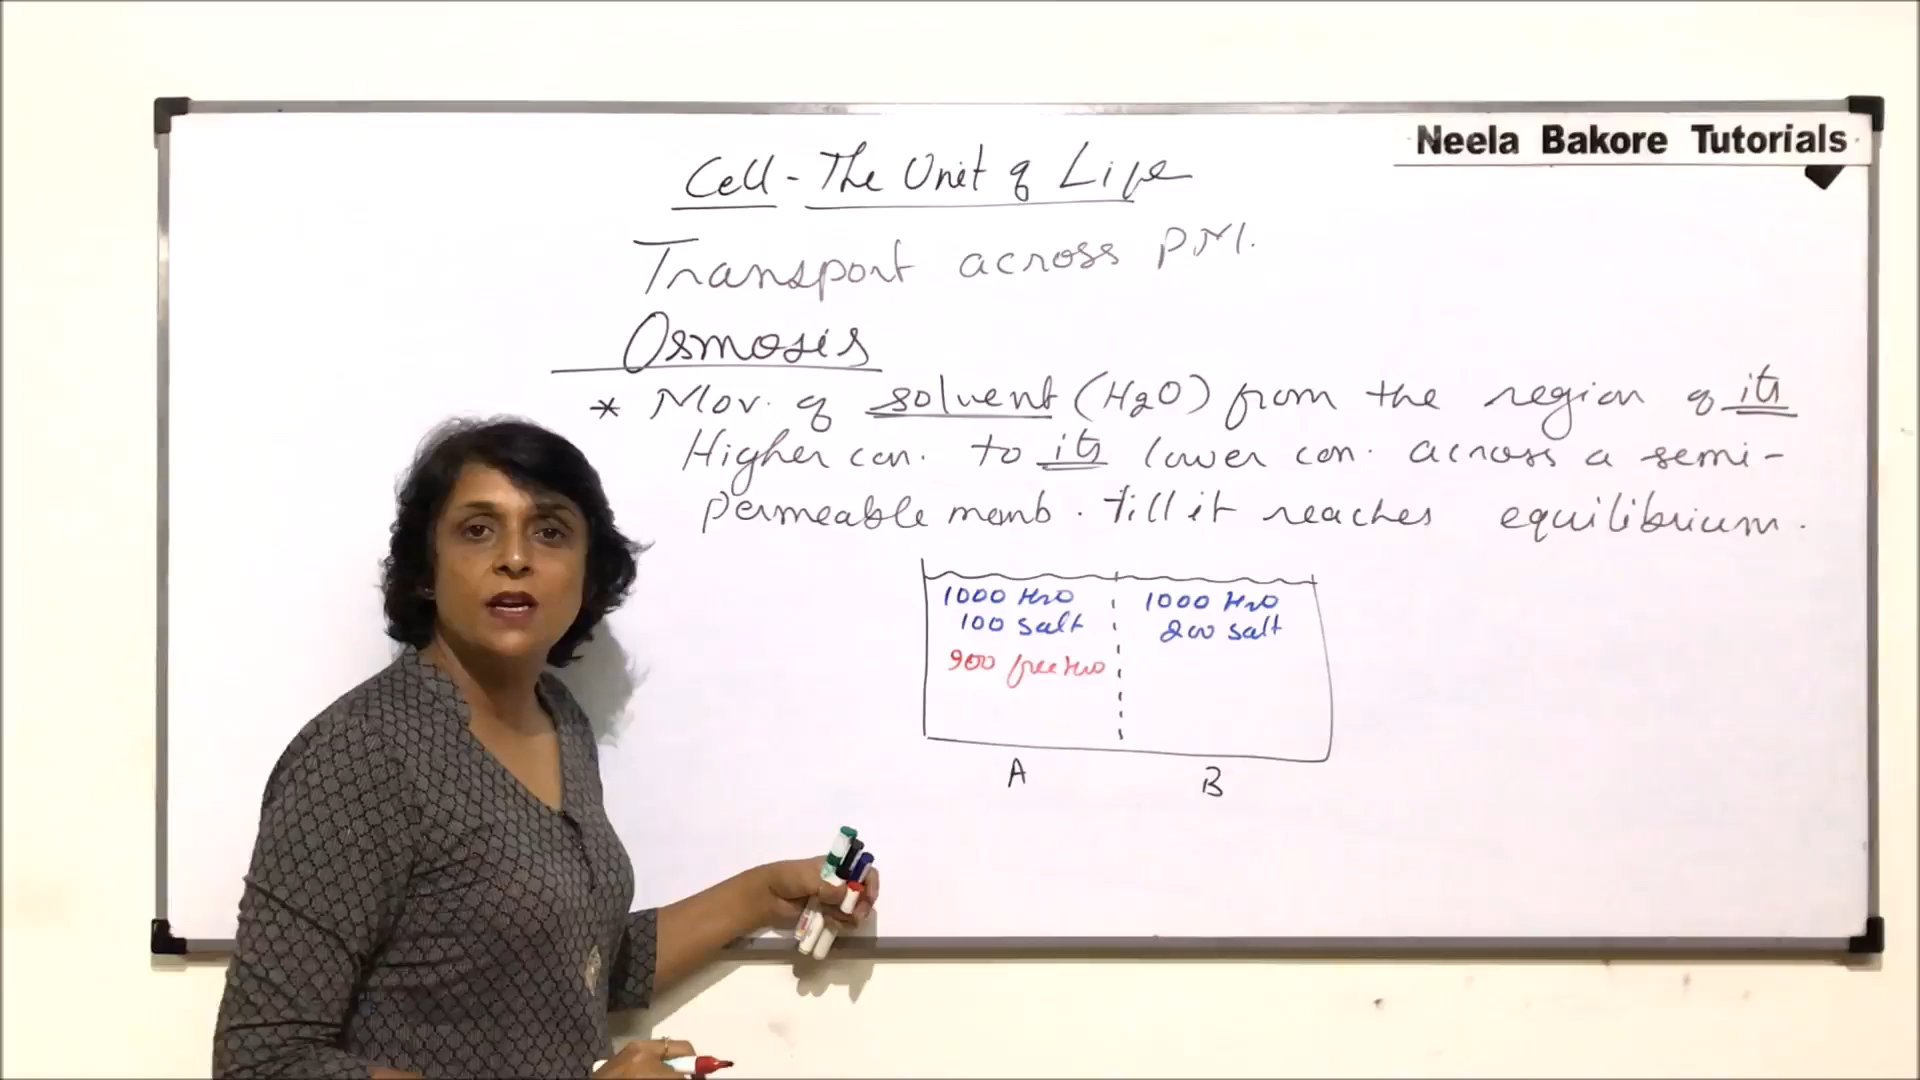 Neela Bakore Tutorials
Cell - The Unit of Life
Transport across P.M.
Osmosis
* Mov. of solvent (H2O) from the region of its
Higher con. to its lower con. across a semi-
permeable memb. till it reaches equilibrium.
1000 H2O 1000 H2O
100 salt 200 salt
900 free H2O
A B